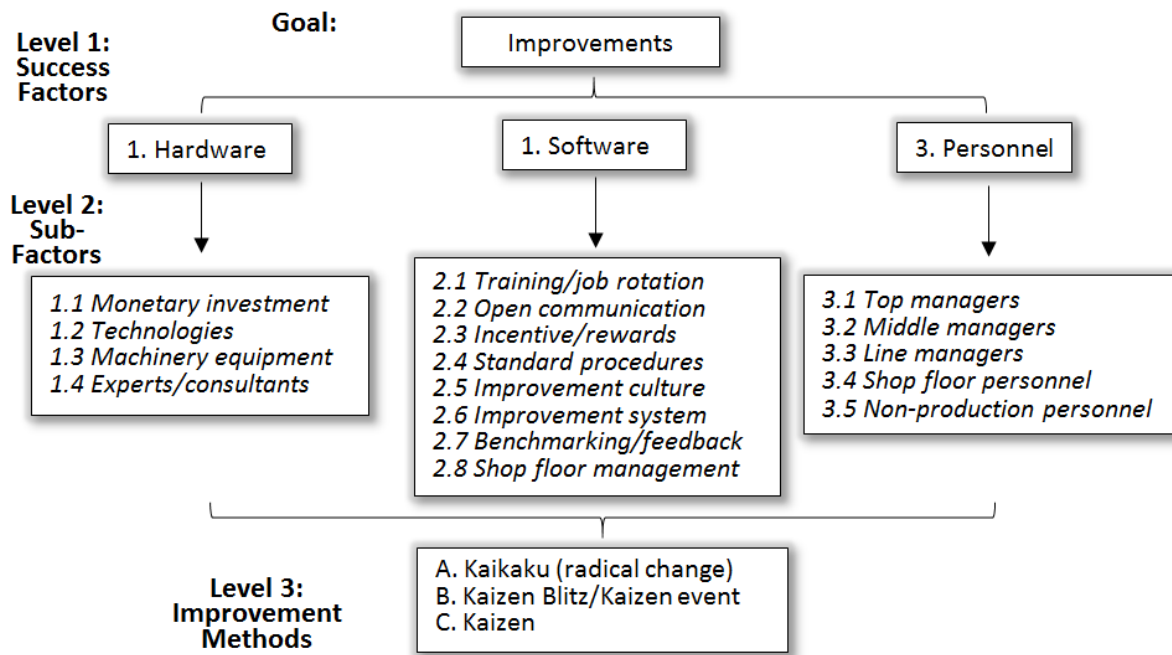 Goal:
Level 1:
Success
Factors
Improvements
1. Hardware
1. Software
3. Personnel
Level 2:
Sub-
Factors
1.1 Monetary investment
1.2 Technologies
1.3 Machinery equipment
1.4 Experts/consultants
2.1 Training/job rotation
2.2 Open communication
2.3 Incentive/rewards
2.4 Standard procedures
2.5 Improvement culture
2.6 Improvement system
2.7 Benchmarking/feedback
2.8 Shop floor management
3.1 Top managers
3.2 Middle managers
3.3 Line managers
3.4 Shop floor personnel
3.5 Non-production personnel
Level 3:
Improvement
Methods
A. Kaikaku (radical change)
B. Kaizen Blitz/Kaizen event
C. Kaizen